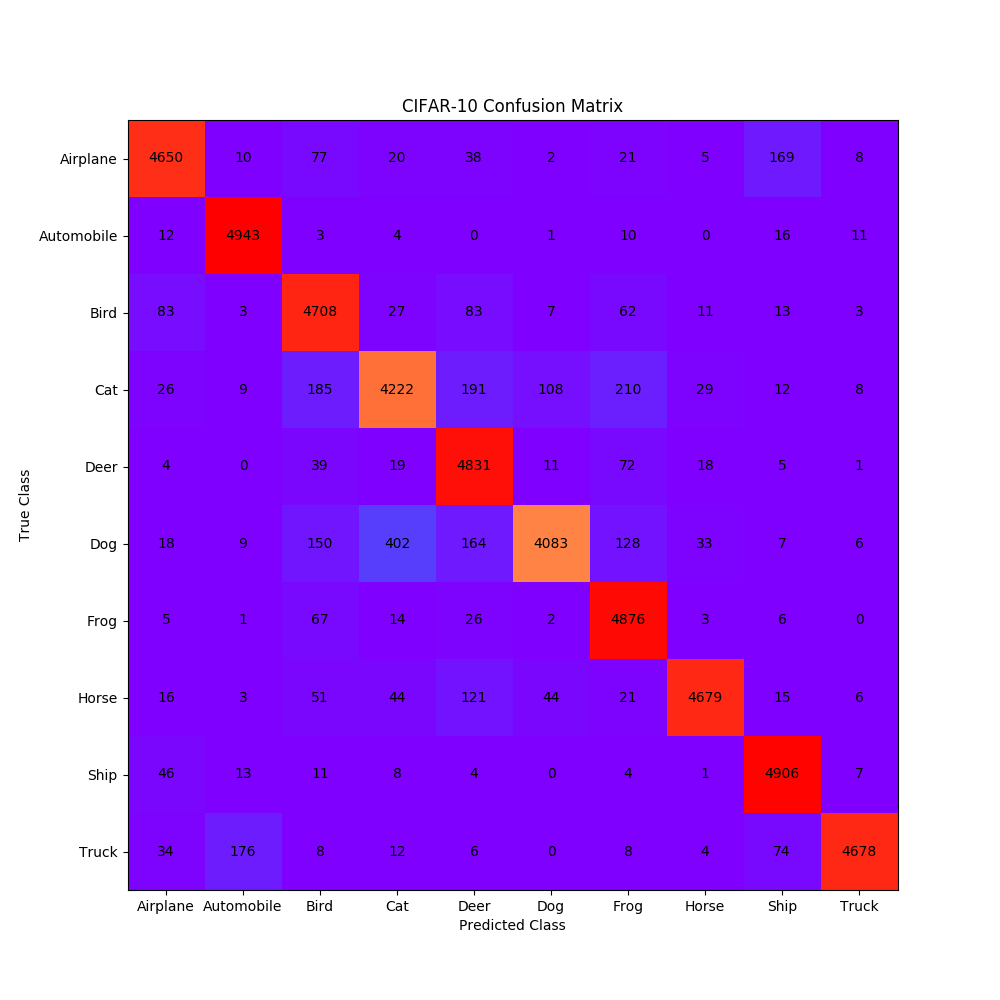 CIFAR-10 Confusion Matrix
Airplane 4650 10 77 20 38 2 21 5 169 8
Automobile 12 4943 3 4 0 1 10 0 16 11
Bird 83 3 4708 27 83 7 62 11 13 3
Cat 26 9 185 4222 191 108 210 29 12 8
Deer 4 0 39 19 4831 11 72 18 5 1
True Class
Dog 18 9 150 402 164 4083 128 33 7 6
Frog 5 1 67 14 26 2 4876 3 6 0
Horse 16 3 51 44 121 44 21 4679 15 6
Ship 46 13 11 8 4 0 4 1 4906 7
Truck 34 176 8 12 6 0 8 4 74 4678
Airplane Automobile Bird Cat Deer Dog Frog Horse Ship Truck
Predicted Class